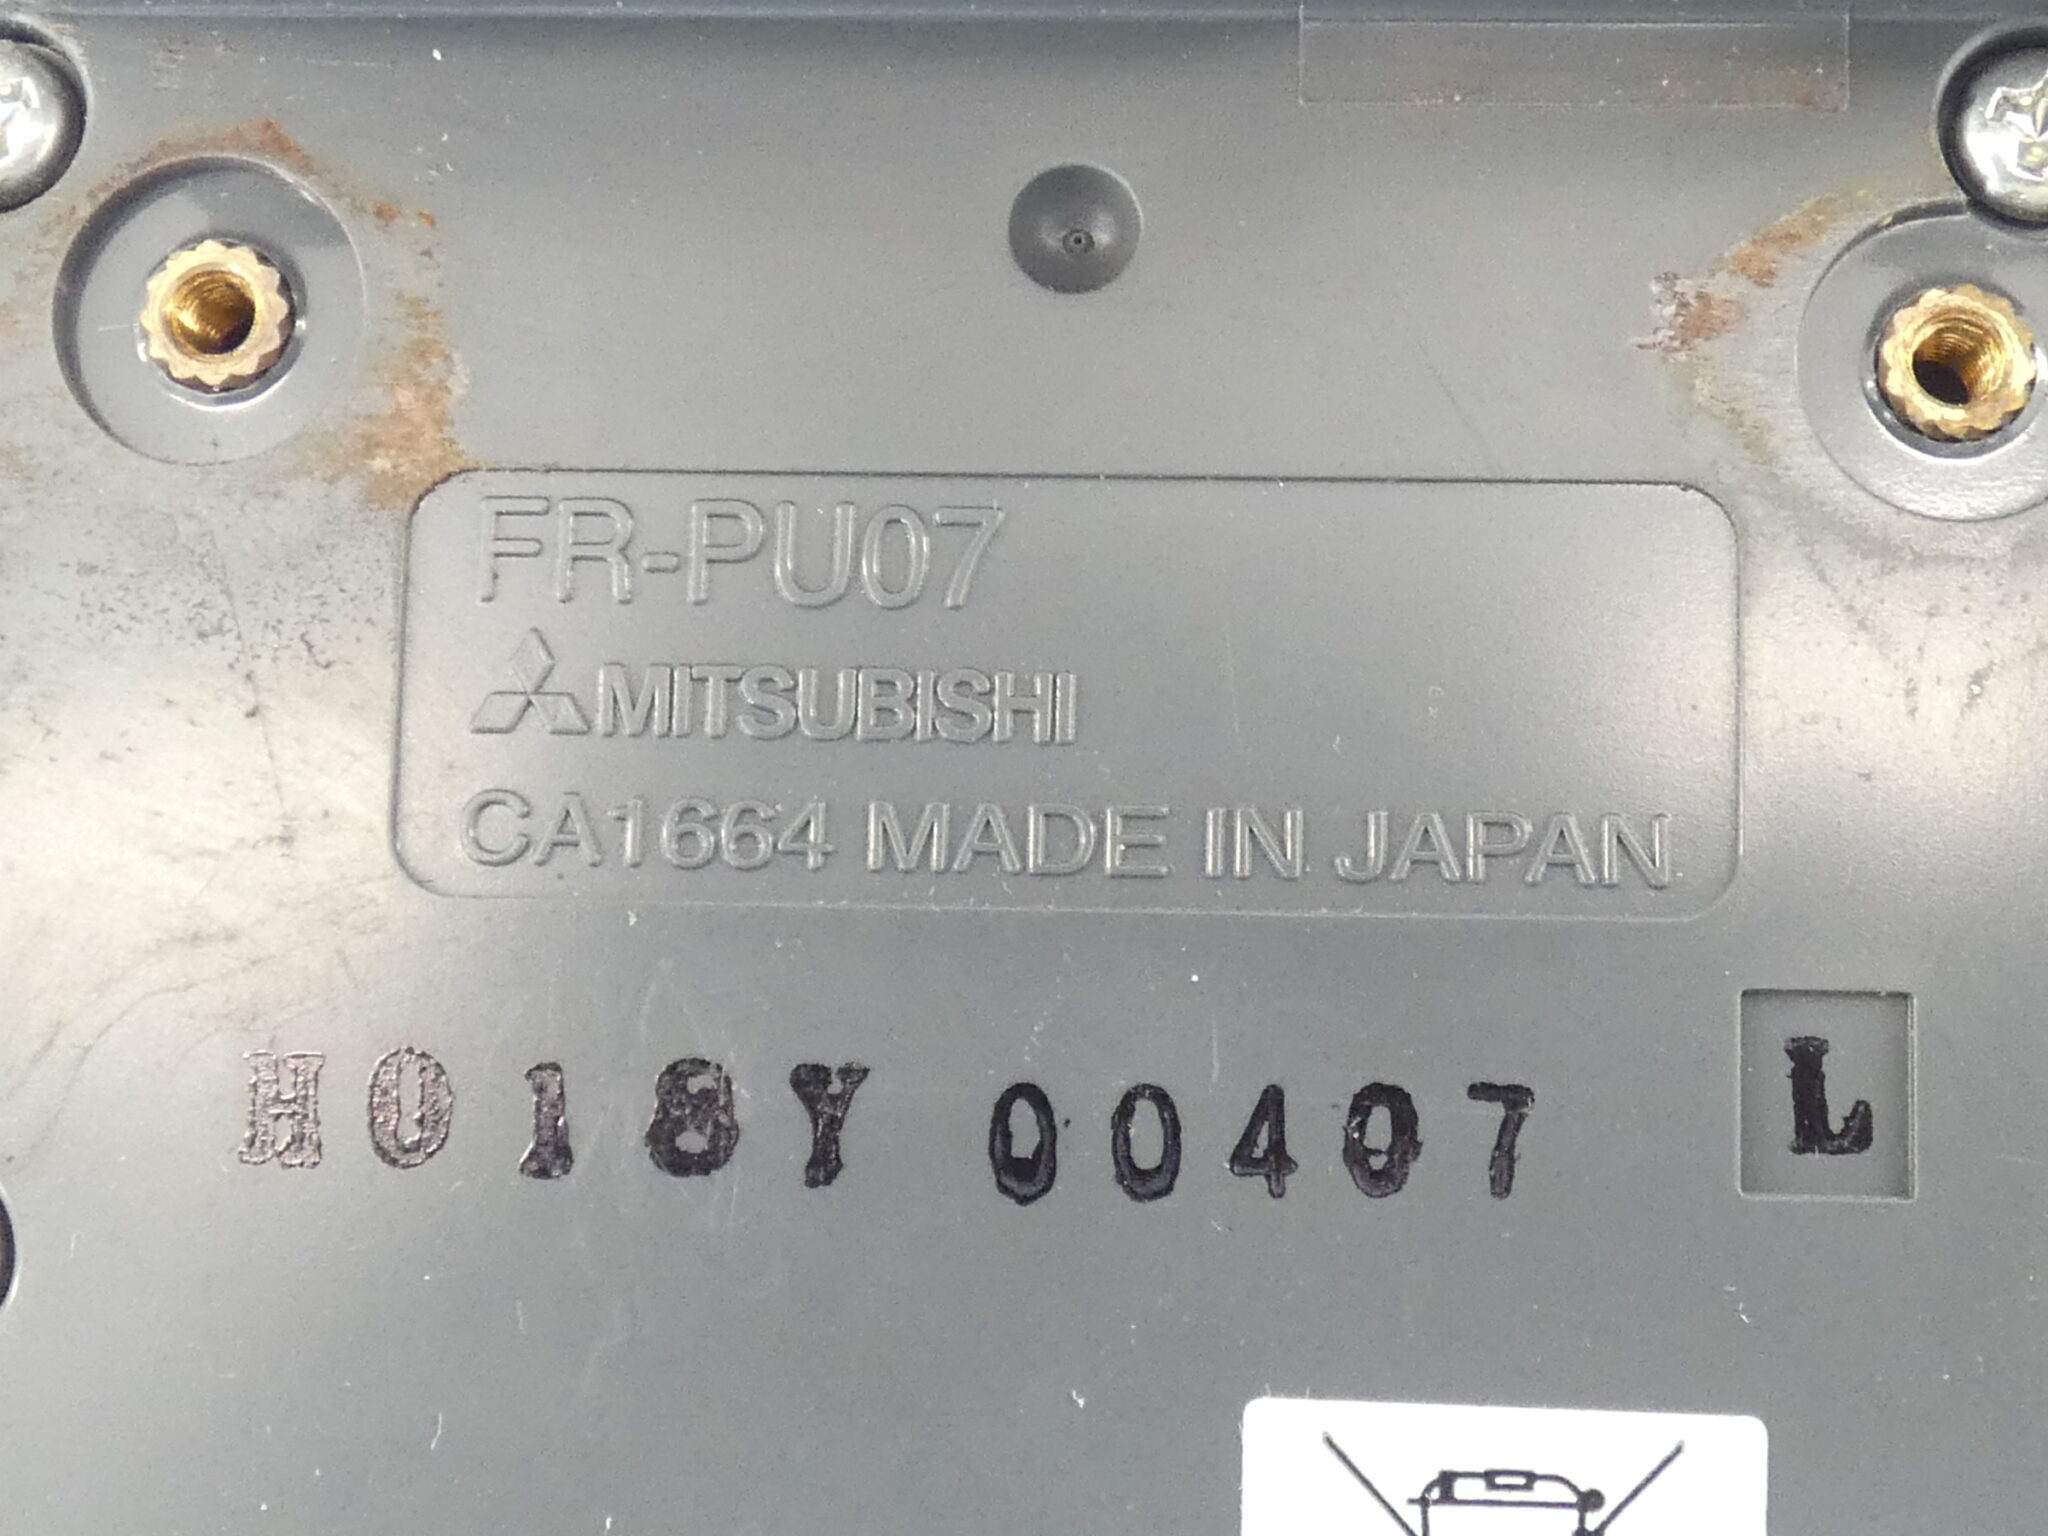 FR-PU07
MITSUBISHI
CA1664 MADE IN JAPAN
H018Y 00407 L